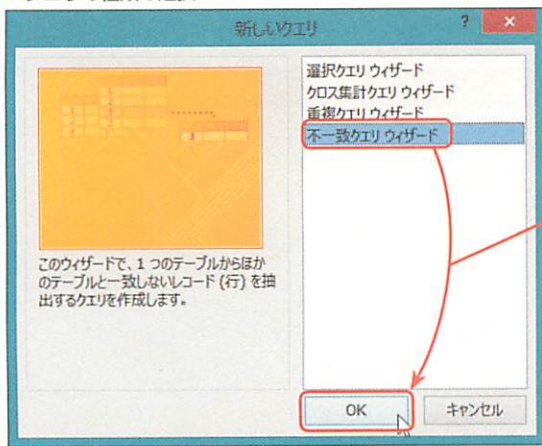 新しいクエリ
?
×
選択クエリ ウィザード
クロス集計クエリ ウィザード
重複クエリ ウィザード
不一致クエリ ウィザード
このウィザードで、1 つのテーブルからほか
のテーブルと一致しないレコード (行) を抽
出するクエリを作成します。
OK
キャンセル